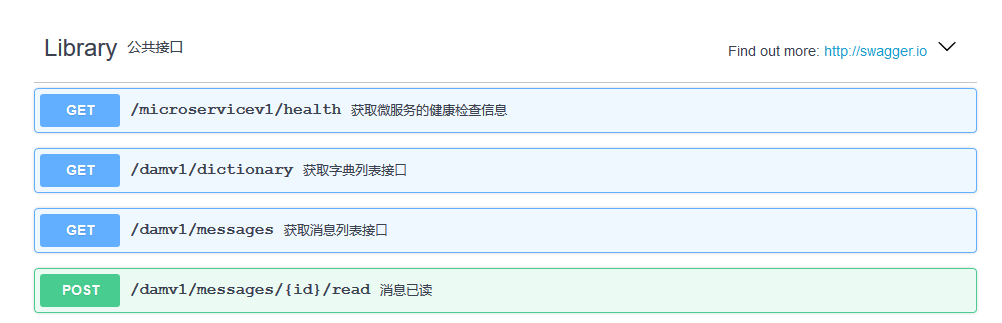 Library 公共接口
Find out more: http://swagger.io
GET /microservicev1/health 获取微服务的健康检查信息
GET /damv1/dictionary 获取字典列表接口
GET /damv1/messages 获取消息列表接口
POST /damv1/messages/{id}/read 消息已读